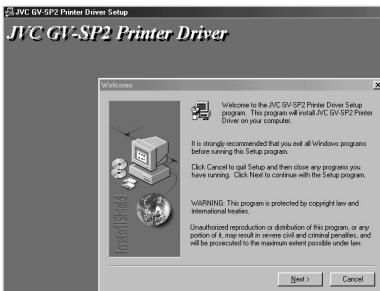 JVC GV-SP2 Printer Driver Setup
JVC GV-SP2 Printer Driver
Welcome
Welcome to the JVC GV-SP2 Printer Driver Setup
program. This program will install JVC GV-SP2 Printer
Driver on your computer.
It is strongly recommended that you exit all Windows programs
before running this Setup program.
Click Cancel to quit Setup and then close any programs you
have running. Click Next to continue with the Setup program.
WARNING: This program is protected by copyright law and
international treaties.
Unauthorized reproduction or distribution of this program, or any
portion of it, may result in severe civil and criminal penalties, and
will be prosecuted to the maximum extent possible under law.
InstallShield
Next >
Cancel